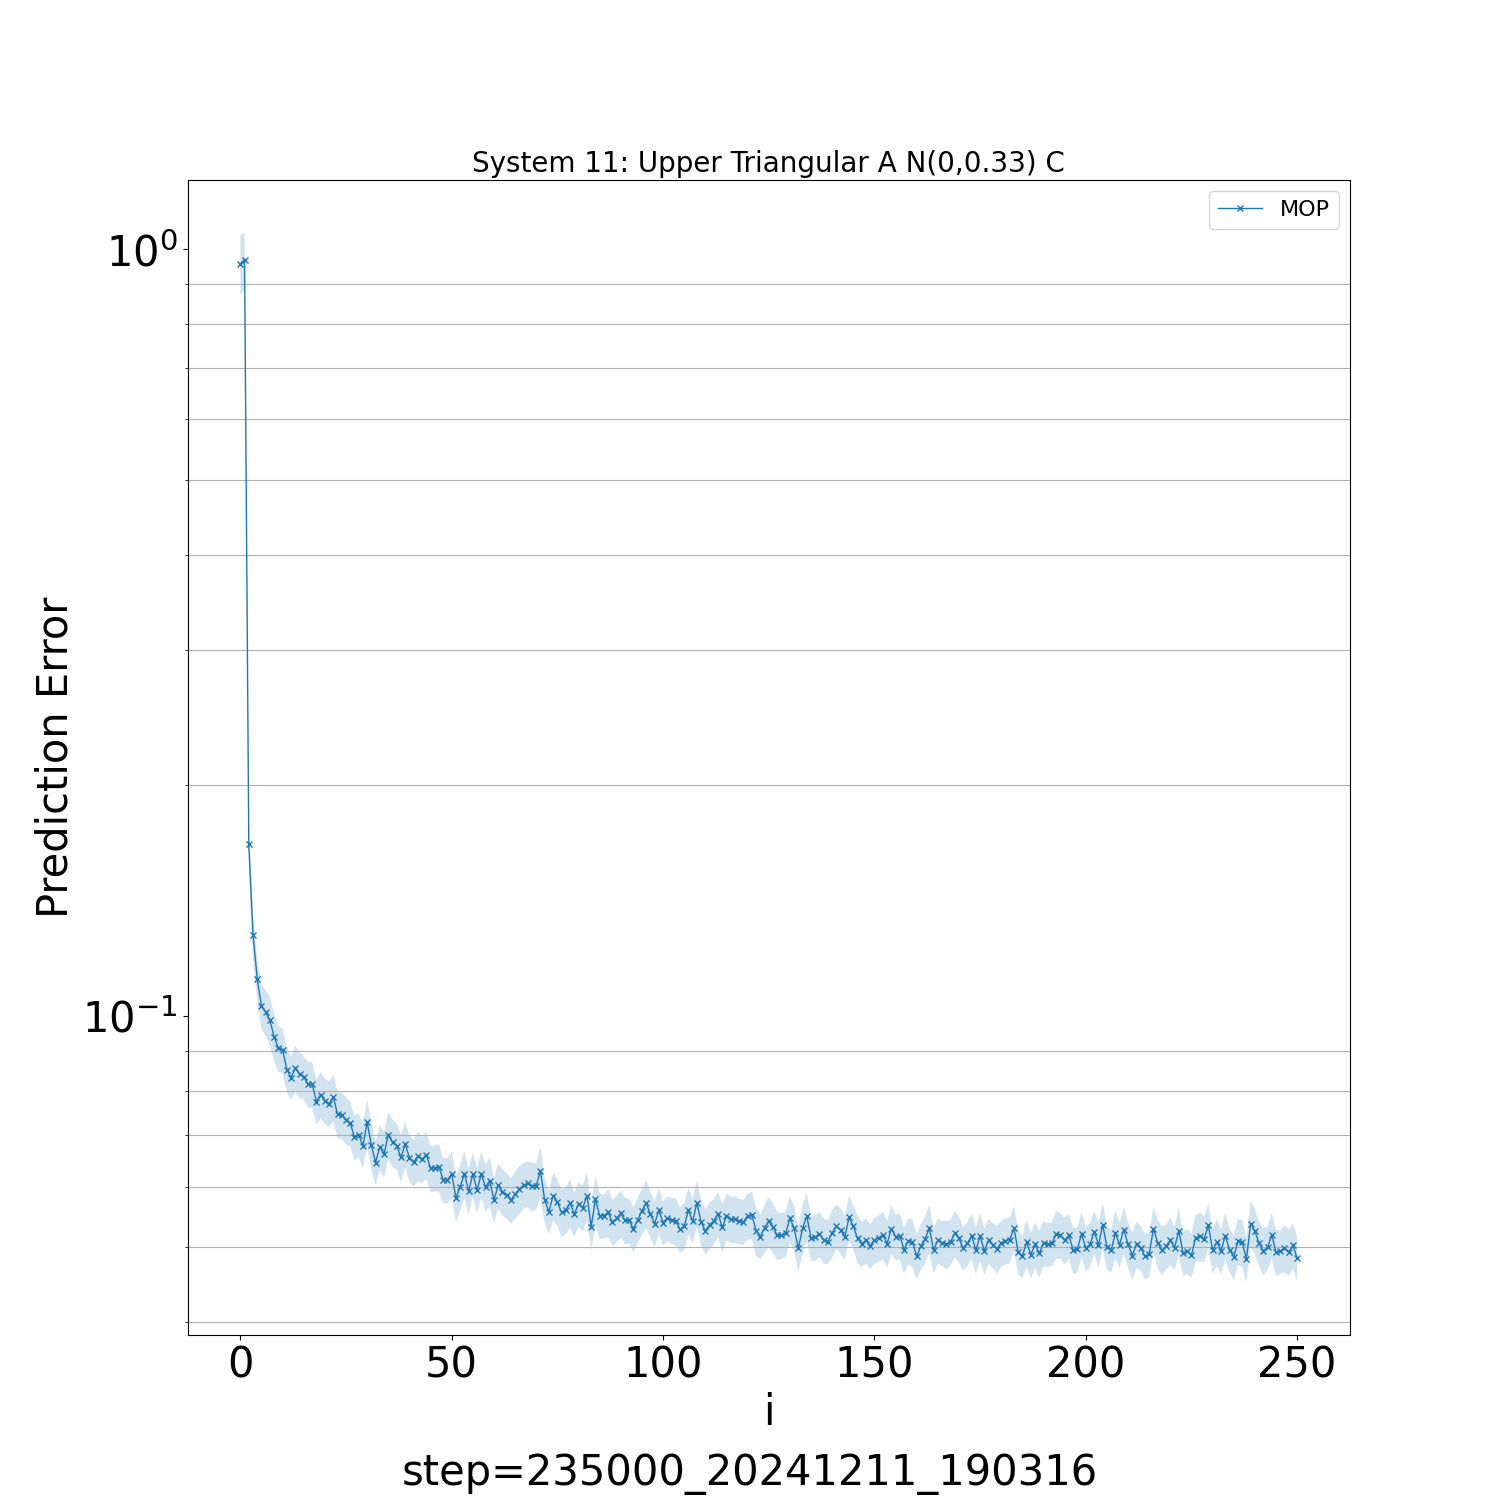 System 11: Upper Triangular A N(0,0.33) C
MOP
10⁰
10⁻¹
Prediction Error
0 50 100 150 200 250
i
step=235000_20241211_190316